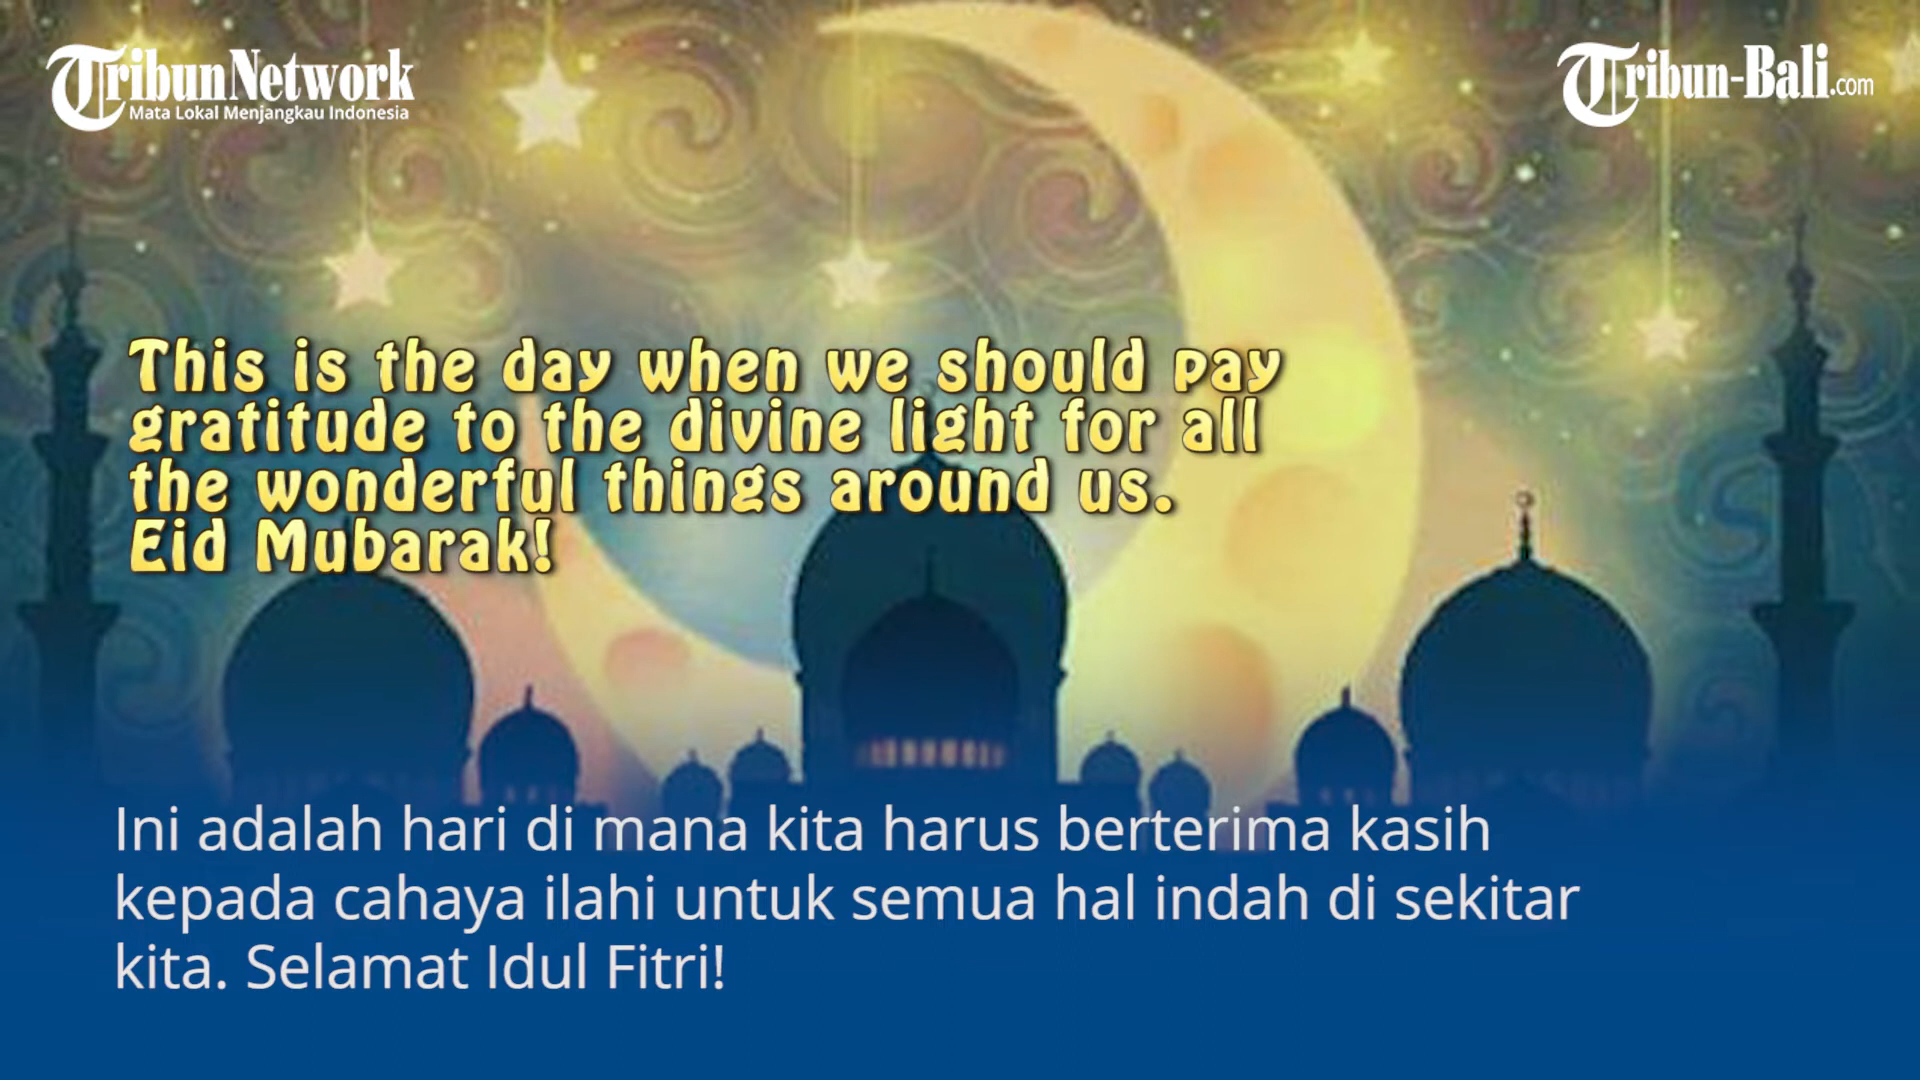 Tribun Network
Mata Lokal Menjangkau Indonesia
Tribun-Bali.com
This is the day when we should pay
gratitude to the divine light for all
the wonderful things around us.
Eid Mubarak!
Ini adalah hari di mana kita harus berterima kasih
kepada cahaya ilahi untuk semua hal indah di sekitar
kita. Selamat Idul Fitri!